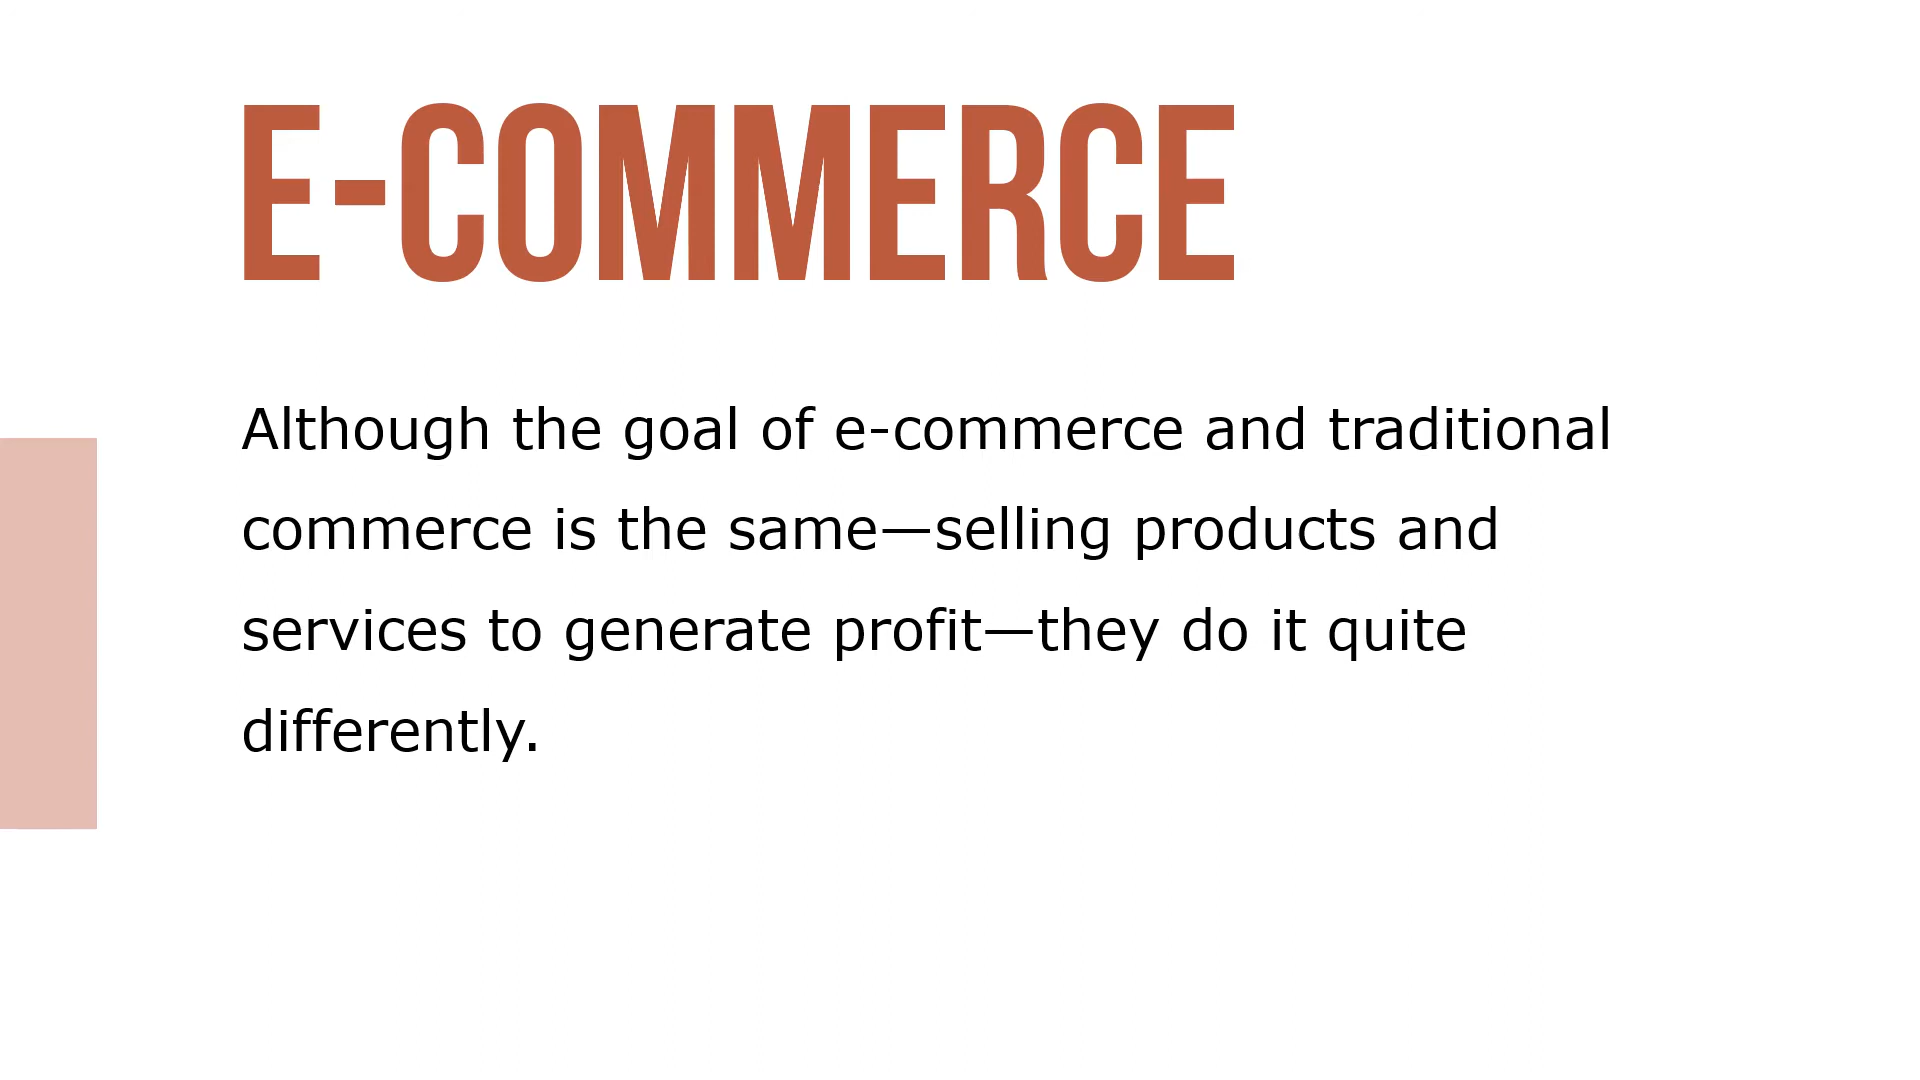 E-COMMERCE
Although the goal of e-commerce and traditional
commerce is the same—selling products and
services to generate profit—they do it quite
differently.